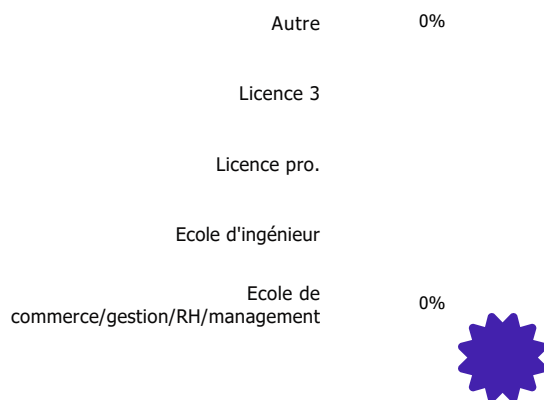 Autre 0%
Licence 3
Licence pro.
Ecole d'ingénieur
Ecole de
commerce/gestion/RH/management 0%